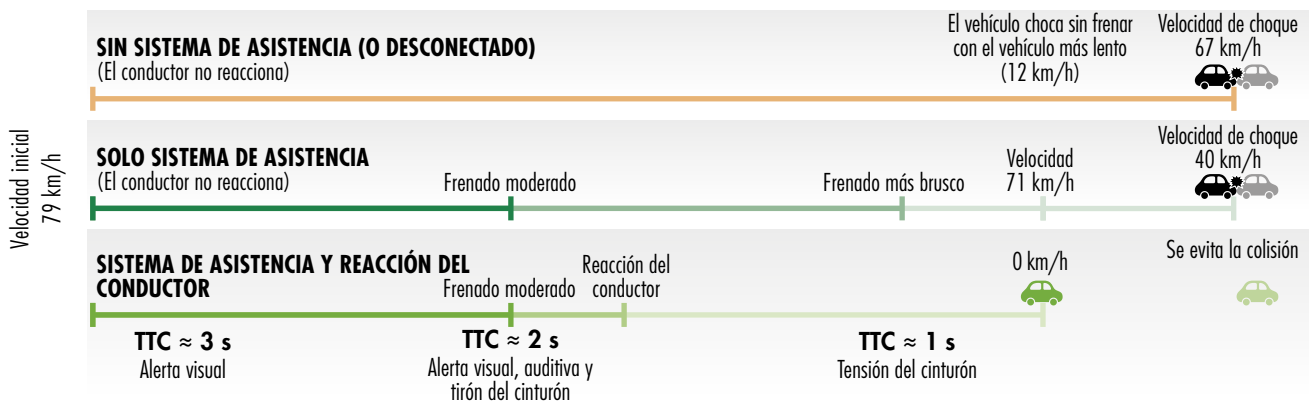 Velocidad inicial
79 km/h
SIN SISTEMA DE ASISTENCIA (O DESCONECTADO)
(El conductor no reacciona)
El vehículo choca sin frenar
con el vehículo más lento
(12 km/h)
Velocidad de choque
67 km/h
SOLO SISTEMA DE ASISTENCIA
(El conductor no reacciona)
Frenado moderado
Frenado más brusco
Velocidad
71 km/h
Velocidad de choque
40 km/h
SISTEMA DE ASISTENCIA Y REACCIÓN DEL
CONDUCTOR
Frenado moderado
Reacción del
conductor
0 km/h
Se evita la colisión
TTC ≈ 3 s
Alerta visual
TTC ≈ 2 s
Alerta visual, auditiva y
tirón del cinturón
TTC ≈ 1 s
Tensión del cinturón